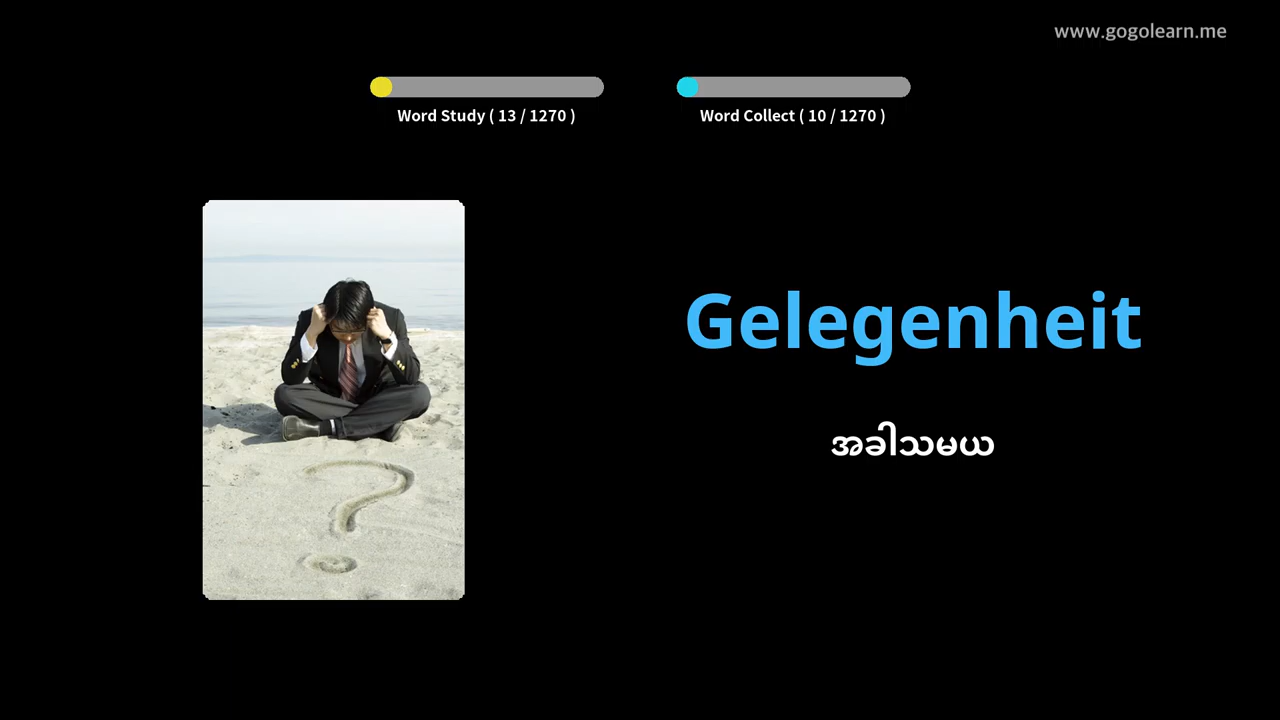 www.gogolearn.me
Word Study ( 13 / 1270 )
Word Collect ( 10 / 1270 )
Gelegenheit
အခါသမယ
?